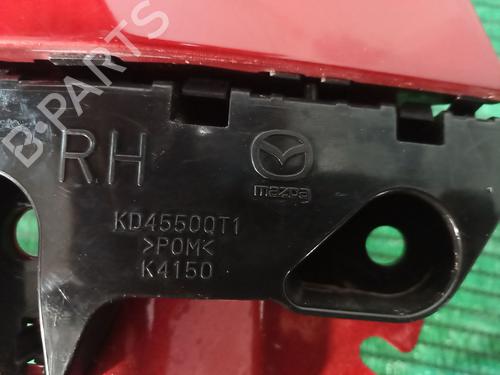 B-PARTS
RH
mazda
KD4550QT1
>POM<
K4150